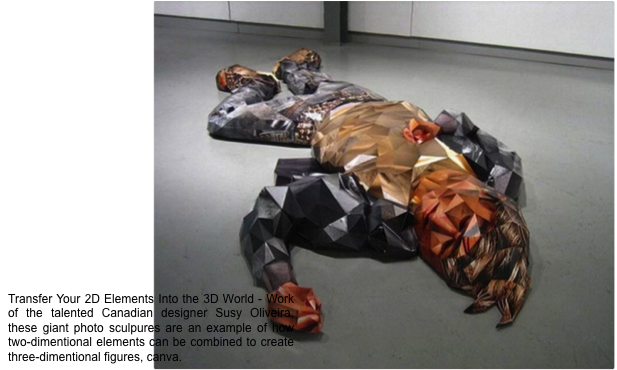 Transfer Your 2D Elements Into the 3D World - Work
of the talented Canadian designer Susy Oliveira,
these giant photo sculpures are an example of how
two-dimentional elements can be combined to create
three-dimentional figures, canva.